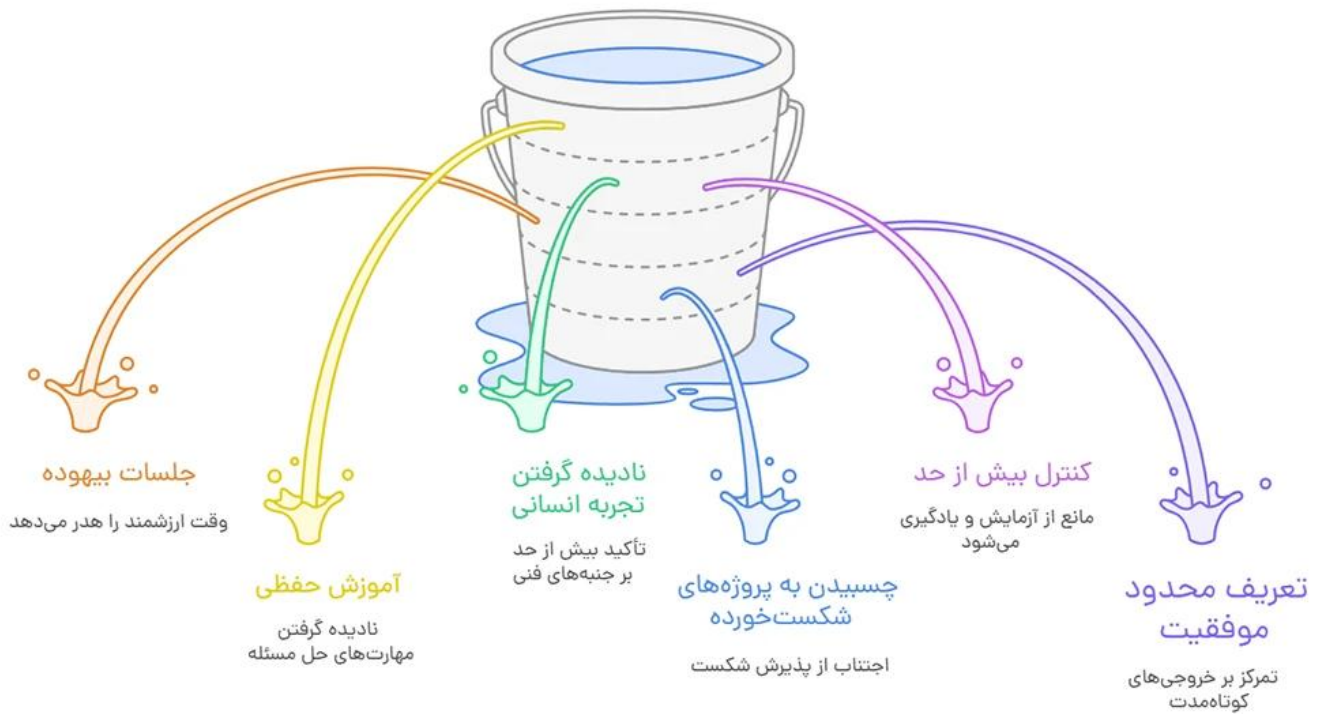 تعریف محدود
موفقیت
تمرکز بر خروجی‌های
کوتاه‌مدت
کنترل بیش از حد
مانع از آزمایش و یادگیری
می‌شود
چسبیدن به پروژه‌های
شکست‌خورده
اجتناب از پذیرش شکست
نادیده گرفتن
تجربه انسانی
تأکید بیش از حد
بر جنبه‌های فنی
آموزش حفظی
نادیده گرفتن
مهارت‌های حل مسئله
جلسات بیهوده
وقت ارزشمند را هدر می‌دهد